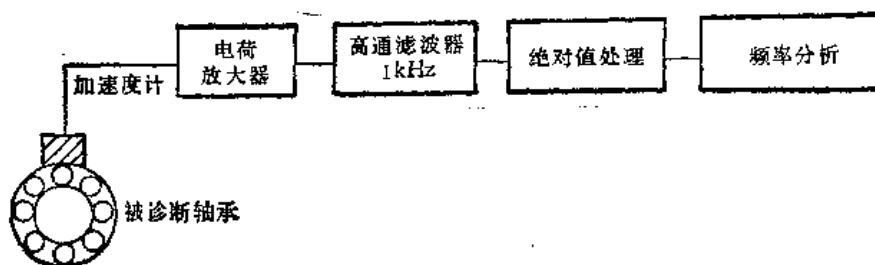 电荷
放大器
高通滤波器
1kHz
绝对值处理
频率分析
加速度计
被诊断轴承